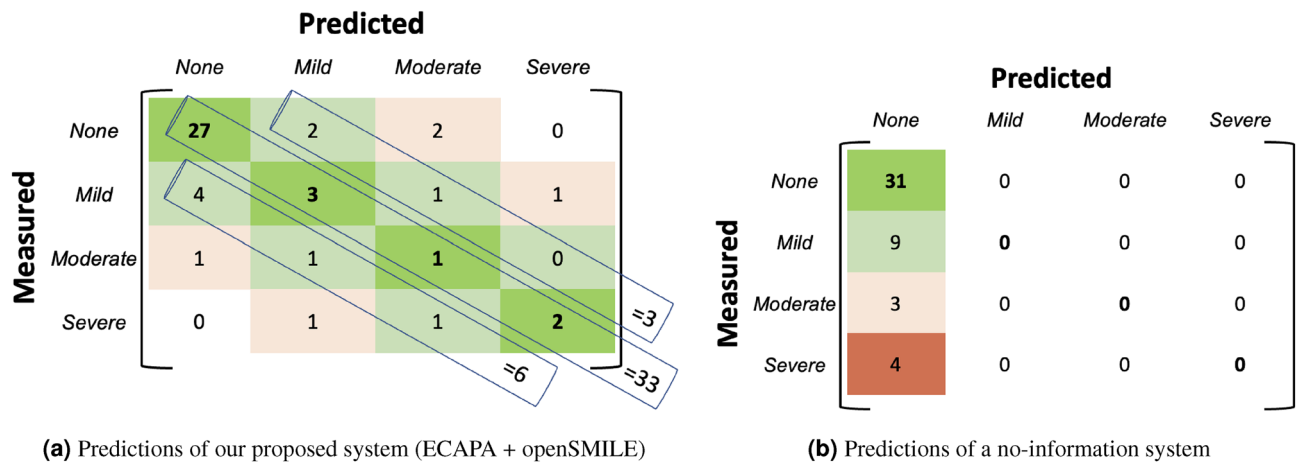 Predicted
None Mild Moderate Severe
Measured
None 27 2 2 0
Mild 4 3 1 1
Moderate 1 1 1 0
Severe 0 1 1 2
=3
=33
=6
(a) Predictions of our proposed system (ECAPA + openSMILE)
Predicted
None Mild Moderate Severe
Measured
None 31 0 0 0
Mild 9 0 0 0
Moderate 3 0 0 0
Severe 4 0 0 0
(b) Predictions of a no-information system